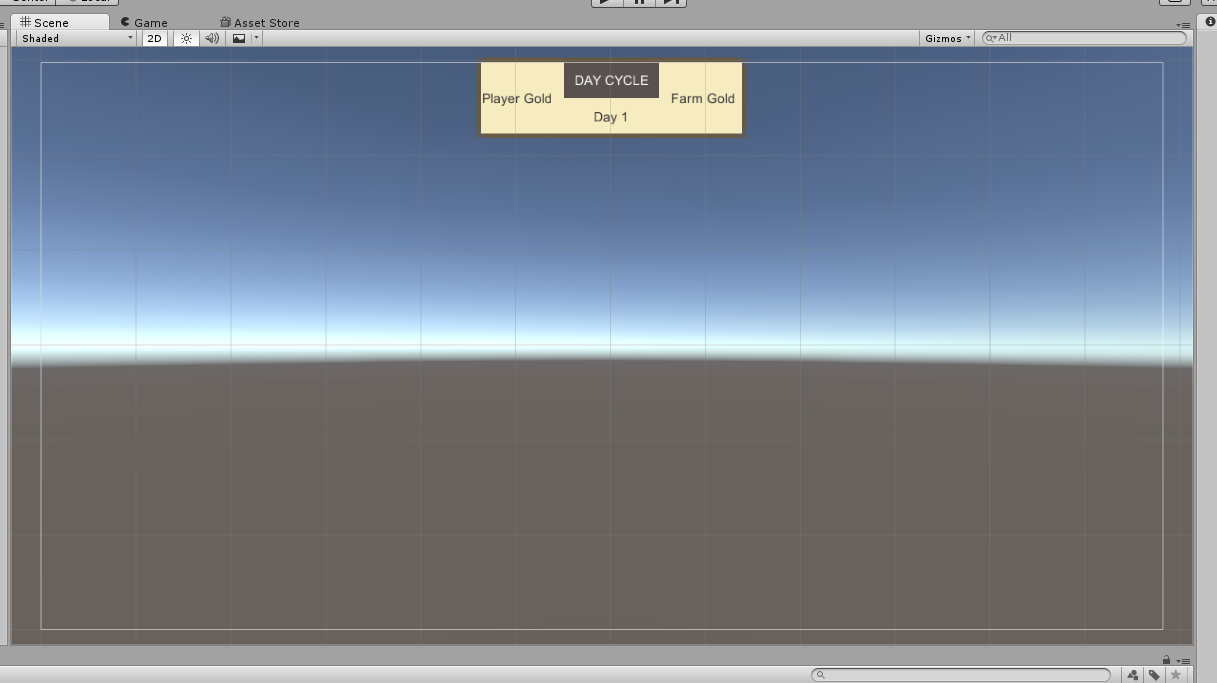 Scene
Game
Asset Store
Shaded
2D
Gizmos
All
DAY CYCLE
Player Gold
Farm Gold
Day 1